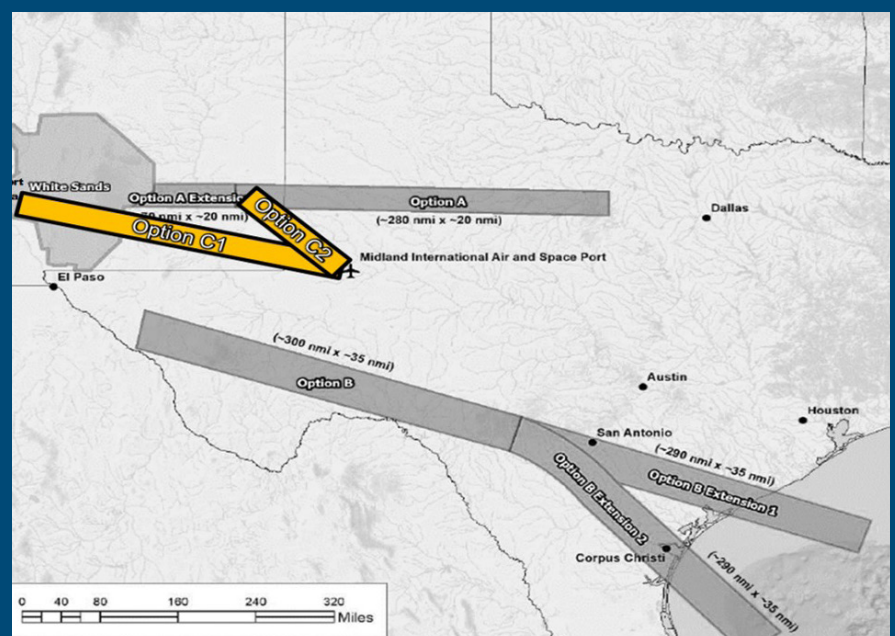 White Sands
Option A Extension
Option A
(~280 nmi x ~20 nmi)
nmi x ~20 nmi)
Option C2
Option C1
Dallas
Midland International Air and Space Port
El Paso
(~300 nmi x ~35 nmi)
Option B
Austin
Houston
San Antonio
(~290 nmi x ~35 nmi)
Option B Extension 1
Option B Extension 2
Corpus Christi
(~290 nmi x ~35 nmi)
0 40 80 160 240 320
Miles